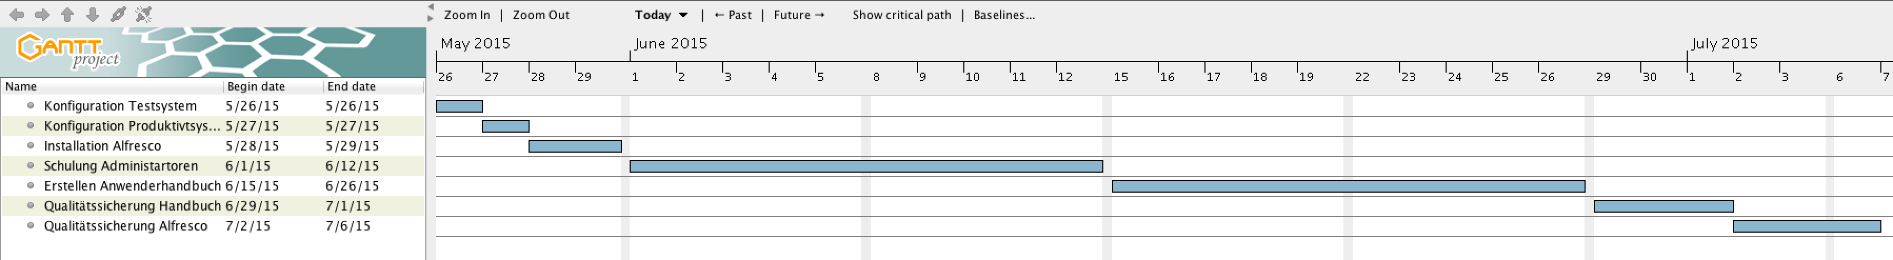 Zoom In | Zoom Out Today | ← Past | Future → Show critical path | Baselines...
GANTT
project
May 2015 June 2015 July 2015
26 27 28 29 1 2 3 4 5 8 9 10 11 12 15 16 17 18 19 22 23 24 25 26 29 30 1 2 3 6 7
Name Begin date End date
Konfiguration Testsystem 5/26/15 5/26/15
Konfiguration Produktivtsys... 5/27/15 5/27/15
Installation Alfresco 5/28/15 5/29/15
Schulung Administartoren 6/1/15 6/12/15
Erstellen Anwenderhandbuch 6/15/15 6/26/15
Qualitätssicherung Handbuch 6/29/15 7/1/15
Qualitätssicherung Alfresco 7/2/15 7/6/15